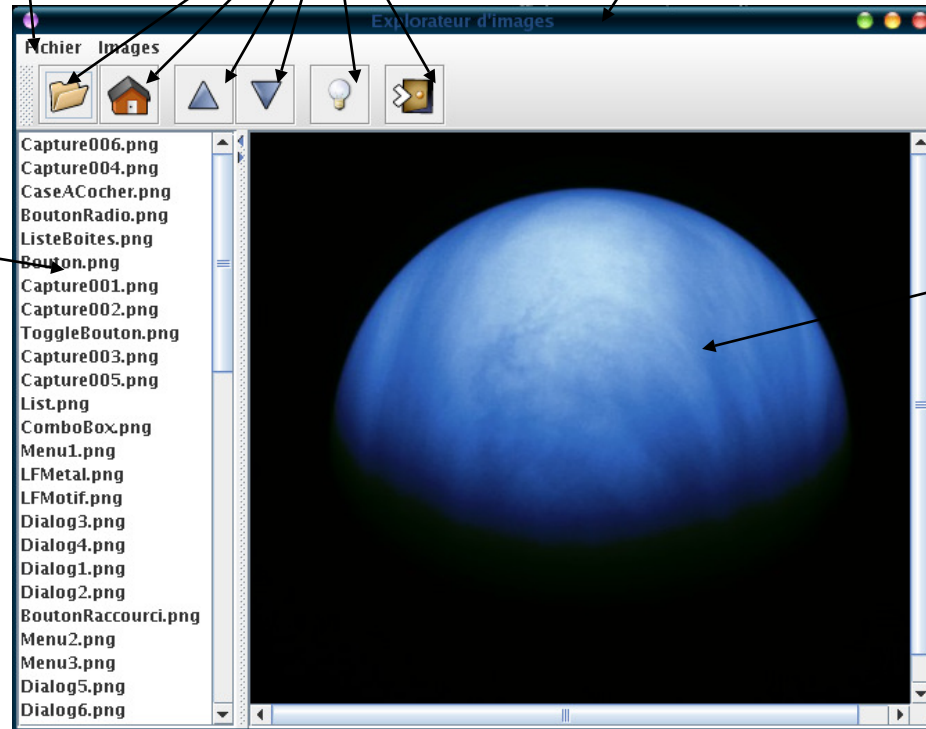 Explorateur d'images
Fichier Images
Capture006.png
Capture004.png
CaseACocher.png
BoutonRadio.png
ListeBoites.png
Bouton.png
Capture001.png
Capture002.png
ToggleBouton.png
Capture003.png
Capture005.png
List.png
ComboBox.png
Menu1.png
LFMetal.png
LFMotif.png
Dialog3.png
Dialog4.png
Dialog1.png
Dialog2.png
BoutonRaccourci.png
Menu2.png
Menu3.png
Dialog5.png
Dialog6.png